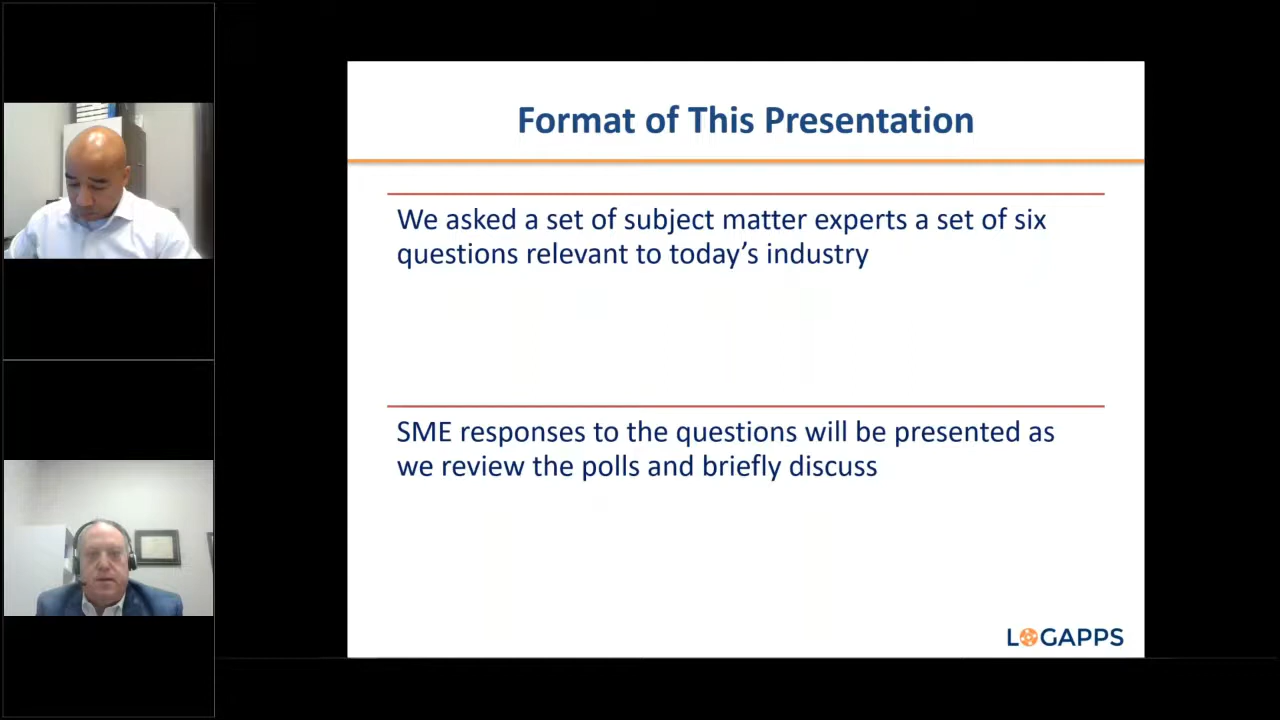 Format of This Presentation
We asked a set of subject matter experts a set of six
questions relevant to today's industry
SME responses to the questions will be presented as
we review the polls and briefly discuss
LOGAPPS